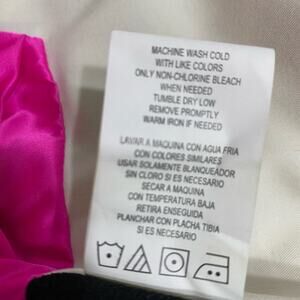 MACHINE WASH COLD
WITH LIKE COLORS
ONLY NON-CHLORINE BLEACH
WHEN NEEDED
TUMBLE DRY LOW
REMOVE PROMPTLY
WARM IRON IF NEEDED
LAVAR A MAQUINA CON AGUA FRIA
CON COLORES SIMILARES
USAR SOLAMENTE BLANQUEADOR
SIN CLORO SI ES NECESARIO
SECAR A MAQUINA
CON TEMPERATURA BAJA
RETIRA ENSEGUIDA
PLANCHAR CON PLACHA TIBIA
SI ES NECESARIO